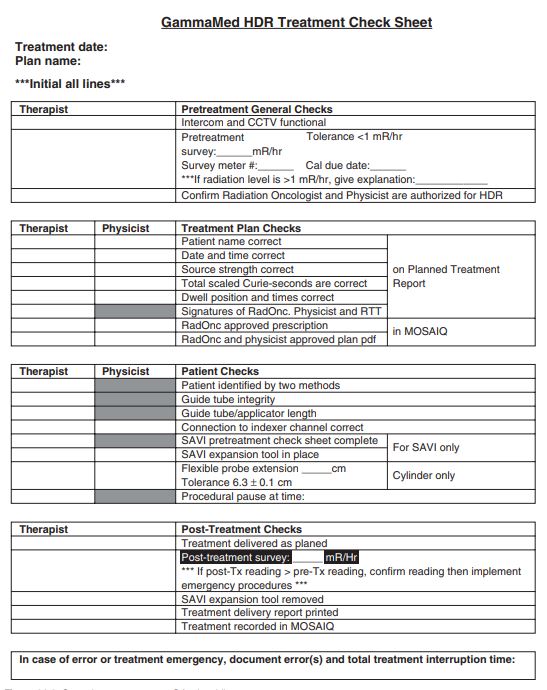 GammaMed HDR Treatment Check Sheet
Treatment date:
Plan name:
***Initial all lines***
Therapist Pretreatment General Checks
Intercom and CCTV functional
Pretreatment Tolerance <1 mR/hr
survey:______mR/hr
Survey meter #:______ Cal due date:______
***If radiation level is >1 mR/hr, give explanation:____________
Confirm Radiation Oncologist and Physicist are authorized for HDR
Therapist Physicist Treatment Plan Checks
Patient name correct
Date and time correct
Source strength correct
on Planned Treatment
Total scaled Curie-seconds are correct
Report
Dwell position and times correct
Signatures of RadOnc. Physicist and RTT
RadOnc approved prescription
in MOSAIQ
RadOnc and physicist approved plan pdf
Therapist Physicist Patient Checks
Patient identified by two methods
Guide tube integrity
Guide tube/applicator length
Connection to indexer channel correct
SAVI pretreatment check sheet complete
For SAVI only
SAVI expansion tool in place
Flexible probe extension _____cm
Cylinder only
Tolerance 6.3 ± 0.1 cm
Procedural pause at time:
Therapist Post-Treatment Checks
Treatment delivered as planed
Post-treatment survey: _____ mR/Hr
*** If post-Tx reading > pre-Tx reading, confirm reading then implement
emergency procedures ***
SAVI expansion tool removed
Treatment delivery report printed
Treatment recorded in MOSAIQ
In case of error or treatment emergency, document error(s) and total treatment interruption time: